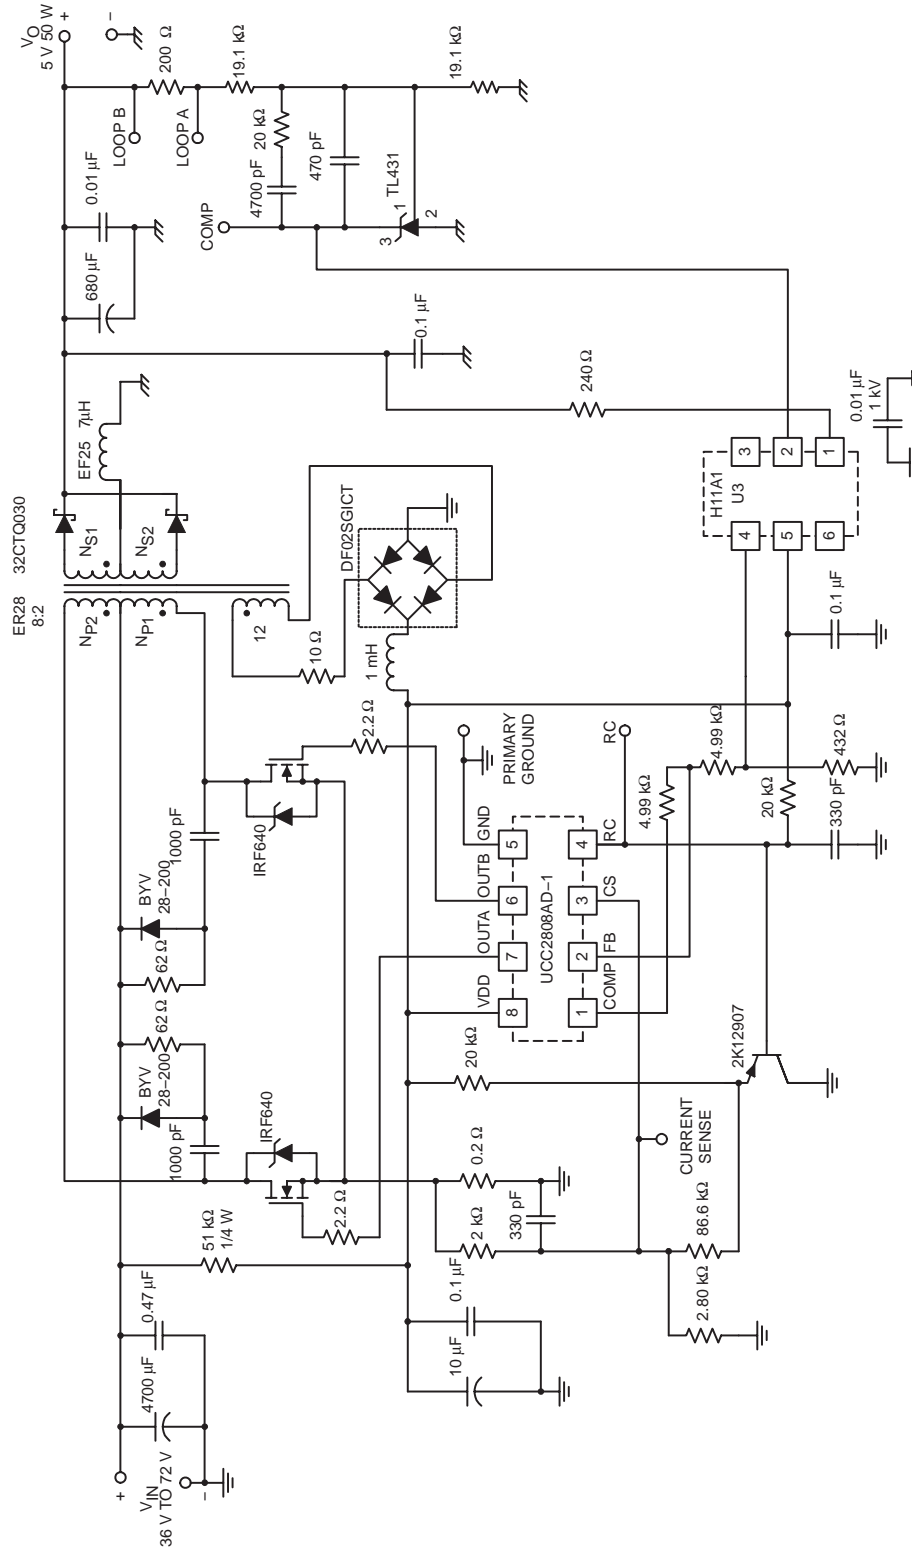 VO
5 V 50 W
+
−
200 Ω
19.1 kΩ
19.1 kΩ
LOOP B
LOOP A
20 kΩ
4700 pF
470 pF
TL431
1
2
3
COMP
0.01 µF
680 µF
0.1 µF
EF25 7µH
240 Ω
0.01 µF
1 kV
H11A1
U3
3
2
1
4
5
6
32CTQ030
ER28
8:2
NS1
NS2
NP2
NP1
12
10 Ω
DF02SGICT
1 mH
0.1 µF
2.2 Ω
PRIMARY
GROUND
RC
4.99 kΩ
4.99 kΩ
432 Ω
20 kΩ
330 pF
1000 pF
BYV
28−200
62 Ω
IRF640
GND
OUTB
OUTA
VDD
5
6
7
8
UCC2808AD−1
4
3
2
1
RC
CS
FB
COMP
62 Ω
BYV
28−200
1000 pF
IRF640
2.2 Ω
20 kΩ
2K12907
CURRENT
SENSE
0.2 Ω
2 kΩ
330 pF
86.6 kΩ
2.80 kΩ
51 kΩ
1/4 W
0.1 µF
10 µF
0.47 µF
4700 µF
+
VIN
36 V TO 72 V
−